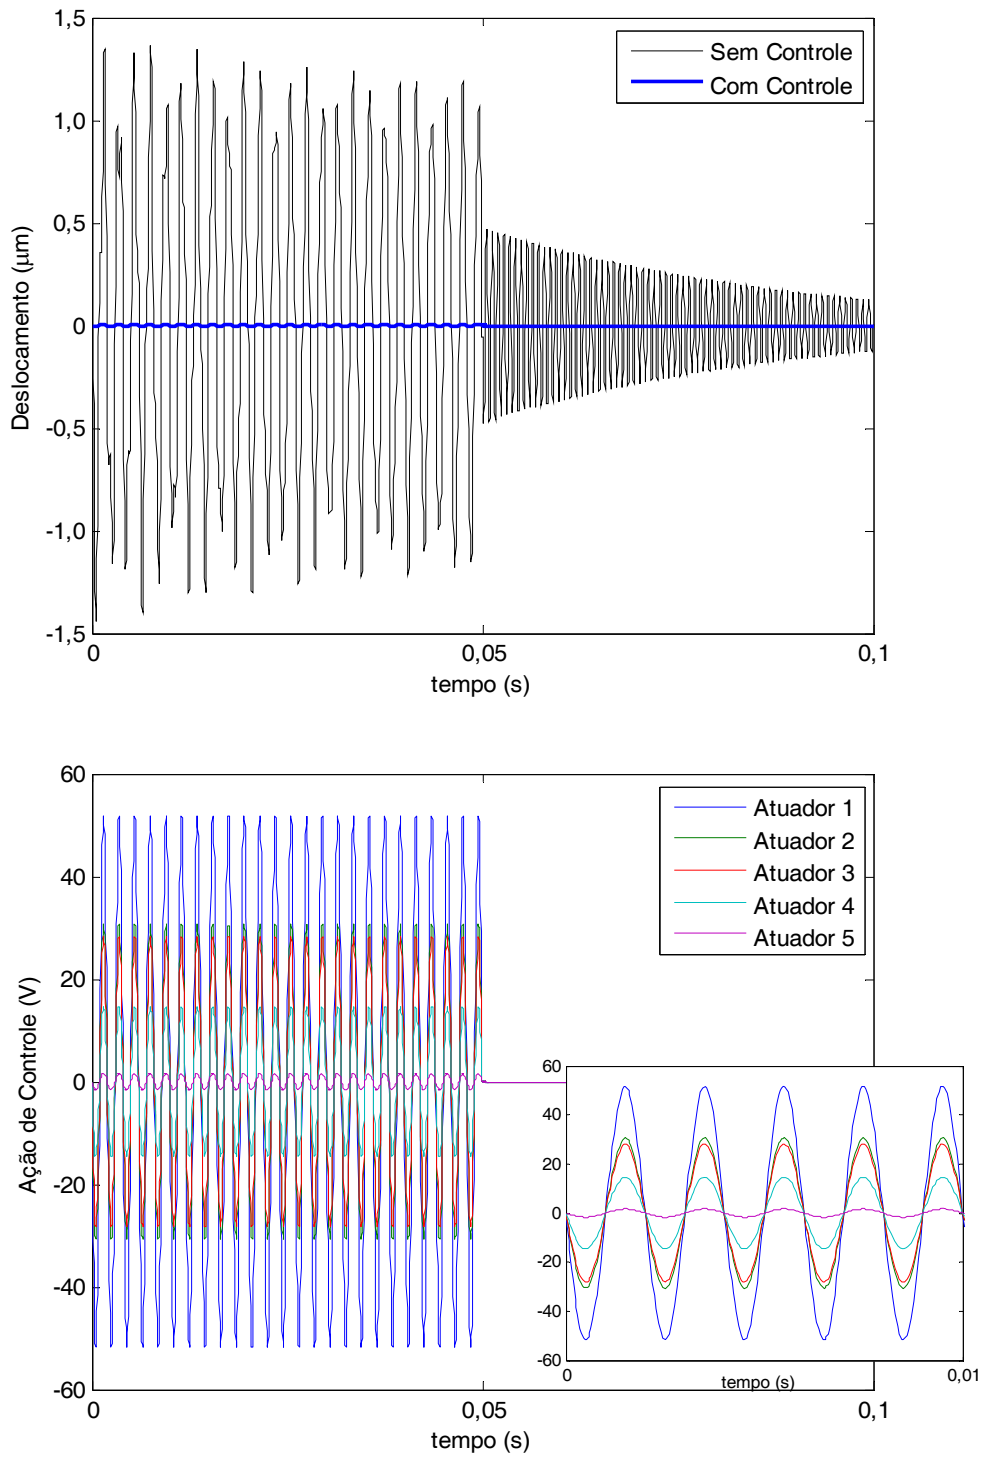 1,5
1,0
0,5
0
-0,5
-1,0
-1,5
Deslocamento (μm)
Sem Controle
Com Controle
0
0,05
0,1
tempo (s)
60
40
20
0
-20
-40
-60
Ação de Controle (V)
Atuador 1
Atuador 2
Atuador 3
Atuador 4
Atuador 5
60
40
20
0
-20
-40
-60
0
0,01
tempo (s)
0
0,05
0,1
tempo (s)